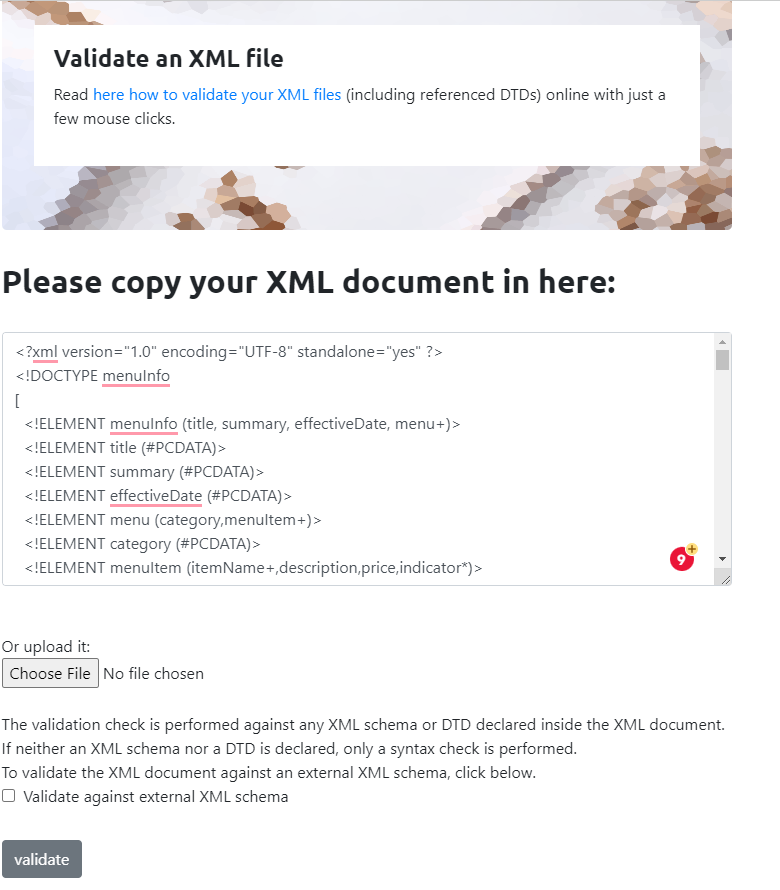 Validate an XML file
Read here how to validate your XML files (including referenced DTDs) online with just a
few mouse clicks.
Please copy your XML document in here:
<?xml version="1.0" encoding="UTF-8" standalone="yes" ?>
<!DOCTYPE menuInfo
[
<!ELEMENT menuInfo (title, summary, effectiveDate, menu+)>
<!ELEMENT title (#PCDATA)>
<!ELEMENT summary (#PCDATA)>
<!ELEMENT effectiveDate (#PCDATA)>
<!ELEMENT menu (category,menuItem+)>
<!ELEMENT category (#PCDATA)>
<!ELEMENT menuItem (itemName+,description,price,indicator*)>
9+
Or upload it:
Choose File No file chosen
The validation check is performed against any XML schema or DTD declared inside the XML document.
If neither an XML schema nor a DTD is declared, only a syntax check is performed.
To validate the XML document against an external XML schema, click below.
Validate against external XML schema
validate